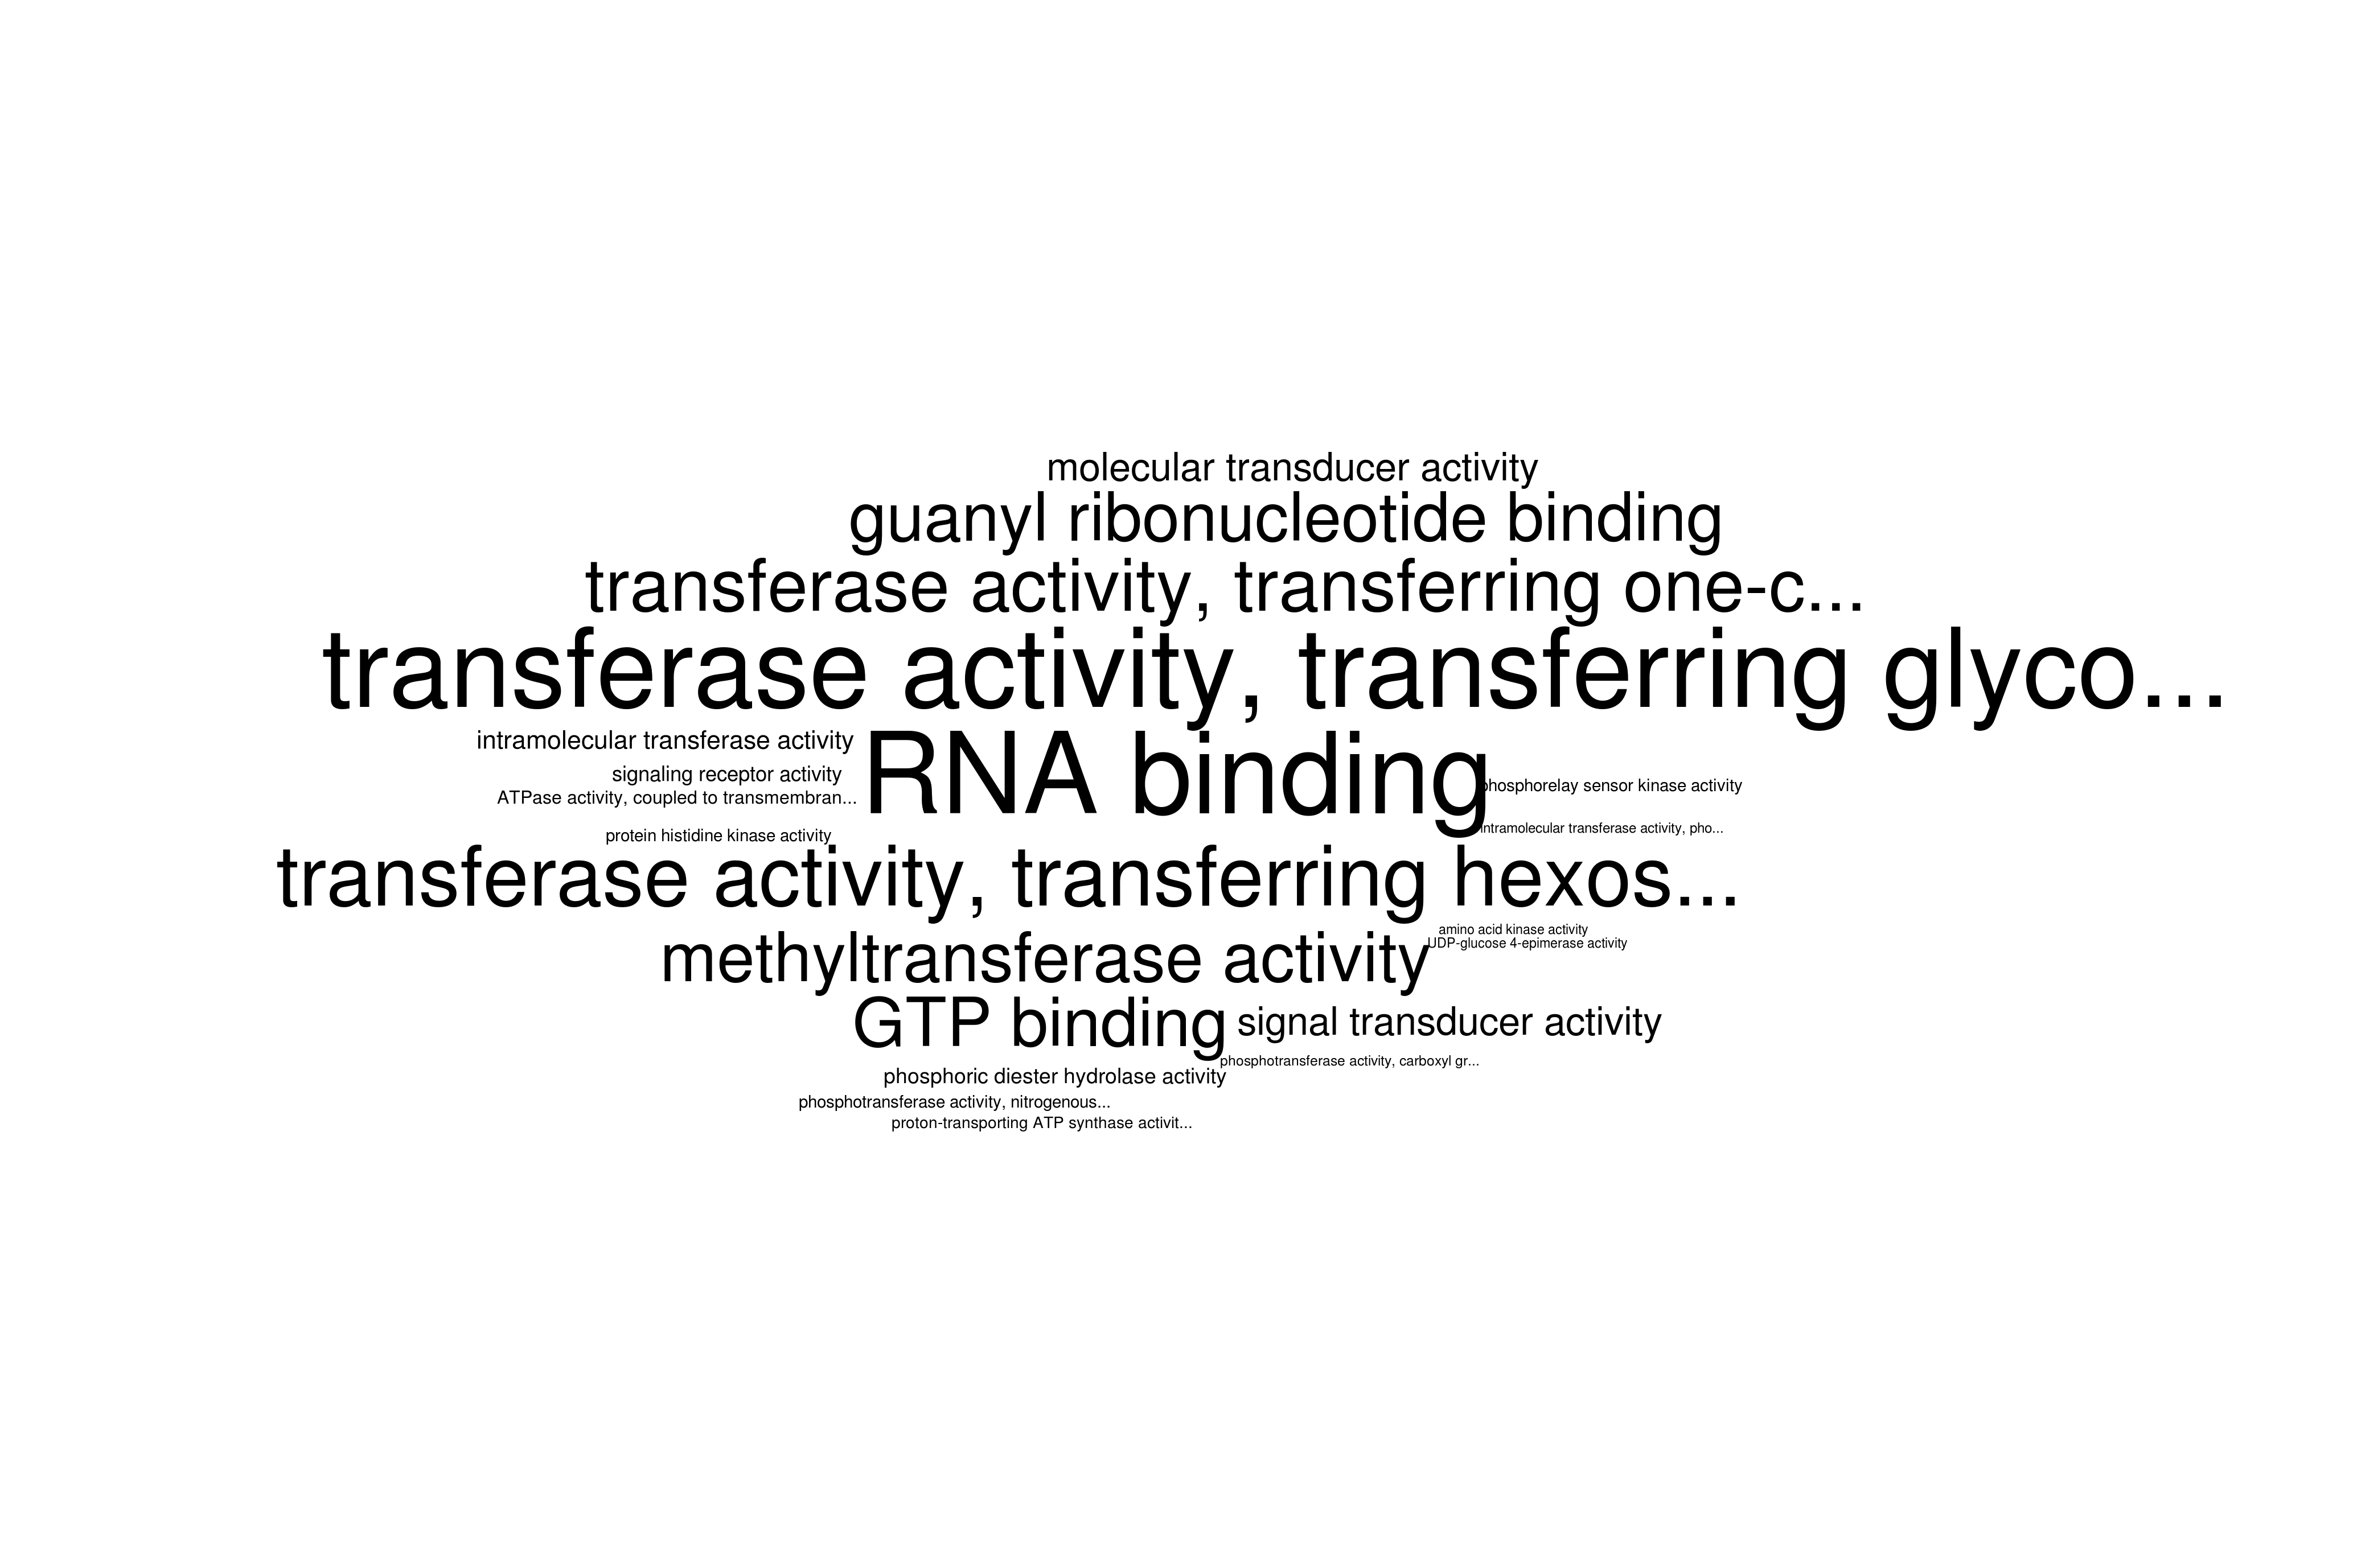 molecular transducer activity
guanyl ribonucleotide binding
transferase activity, transferring one-c...
transferase activity, transferring glyco...
intramolecular transferase activity
RNA binding
signaling receptor activity
phosphorelay sensor kinase activity
ATPase activity, coupled to transmembran...
intramolecular transferase activity, pho...
protein histidine kinase activity
transferase activity, transferring hexos...
amino acid kinase activity
UDP-glucose 4-epimerase activity
methyltransferase activity
GTP binding
signal transducer activity
phosphotransferase activity, carboxyl gr...
phosphoric diester hydrolase activity
phosphotransferase activity, nitrogenous...
proton-transporting ATP synthase activit...